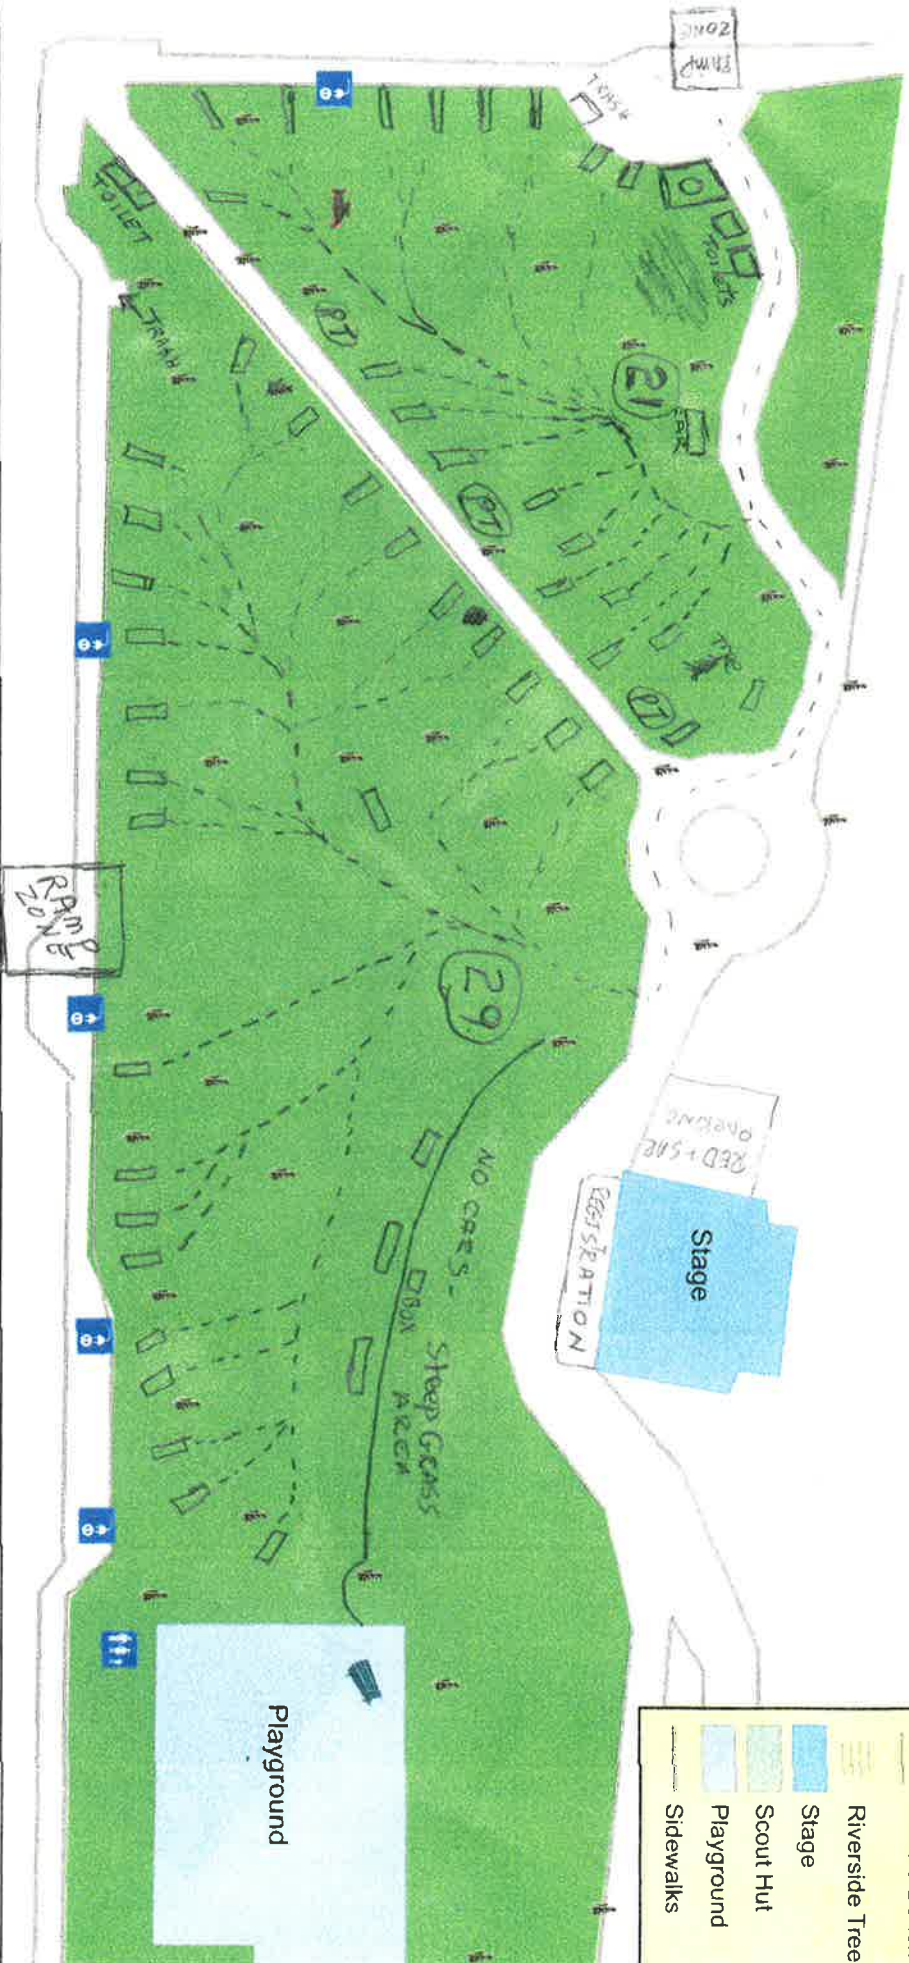 RAMP
ZONE
TRASH
O
TOILETS
TOILET
TRASH
PT
21
PT
PT
RAMP
ZONE
29
RED + SAR
PARKING
REGISTRATION
Stage
NO CARS -
BOX
Steep GRASS
AREA
Playground
Riverside Tree
Stage
Scout Hut
Playground
Sidewalks